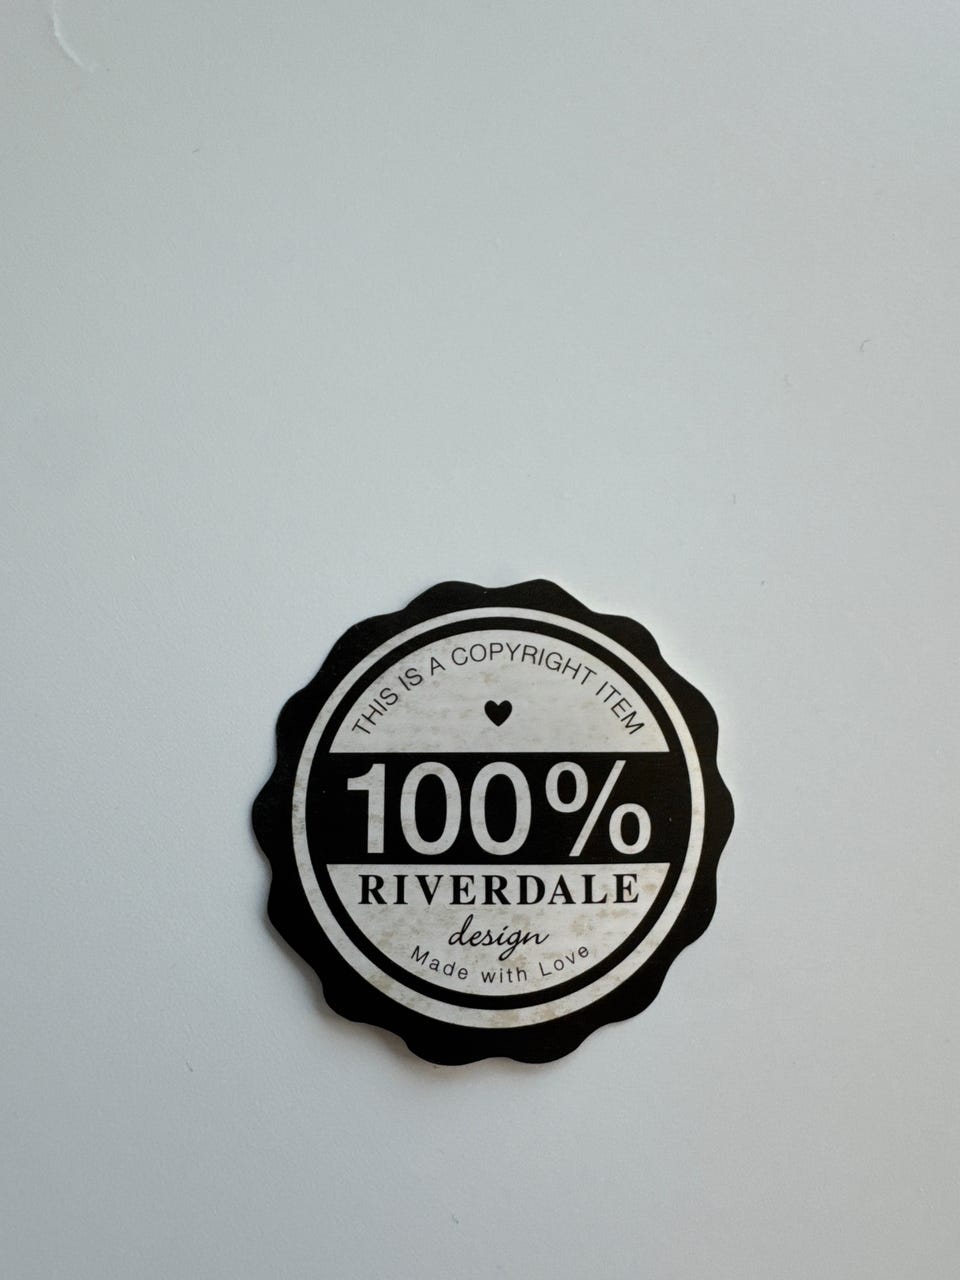 THIS IS A COPYRIGHT ITEM
100%
RIVERDALE
design
Made with Love